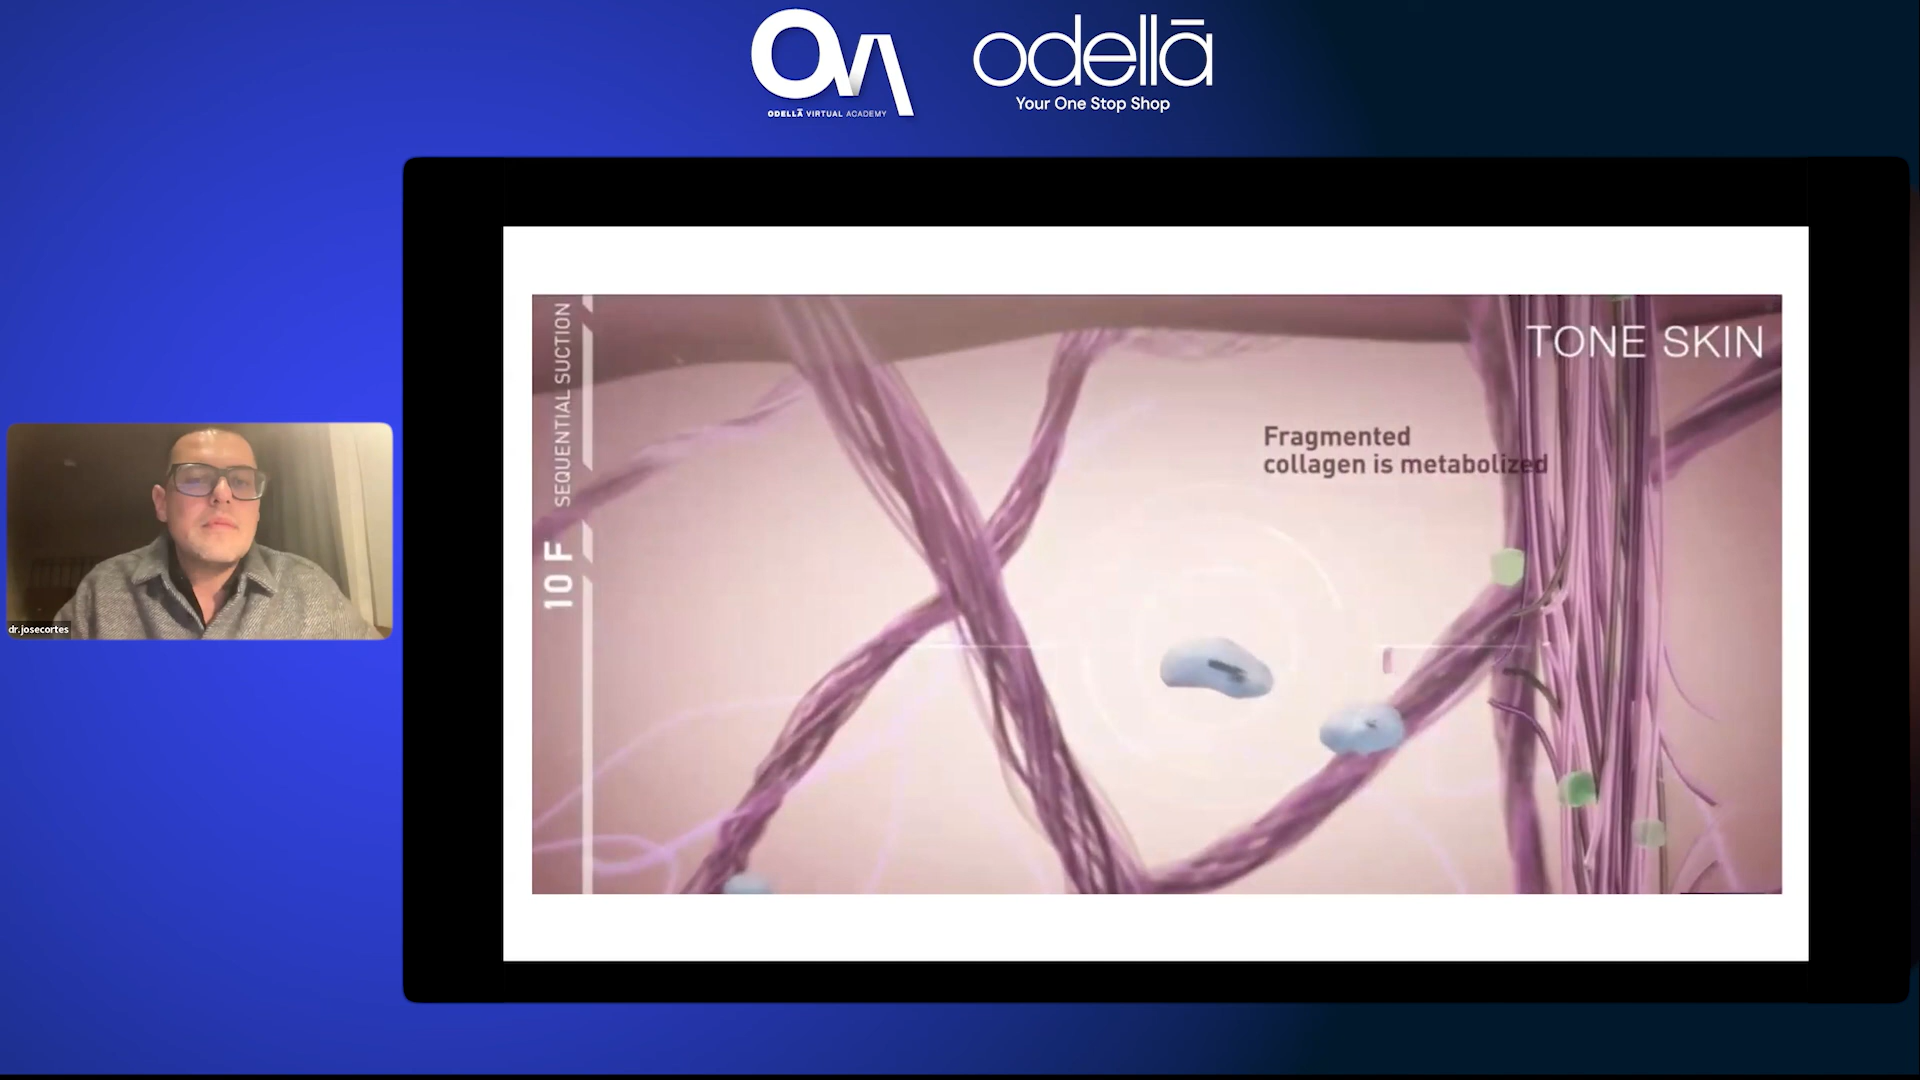 OVA
ODELLĀ VIRTUAL ACADEMY
odellā
Your One Stop Shop
SEQUENTIAL SUCTION
10 F
TONE SKIN
Fragmented
collagen is metabolized
dr.josecortes